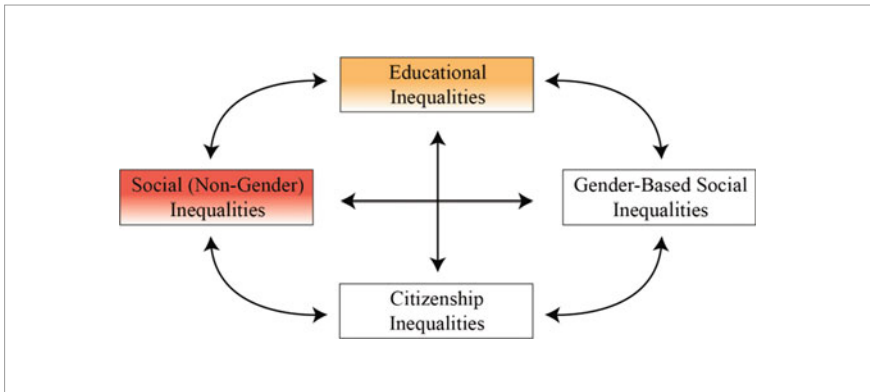 Educational
Inequalities
Social (Non-Gender)
Inequalities
Gender-Based Social
Inequalities
Citizenship
Inequalities